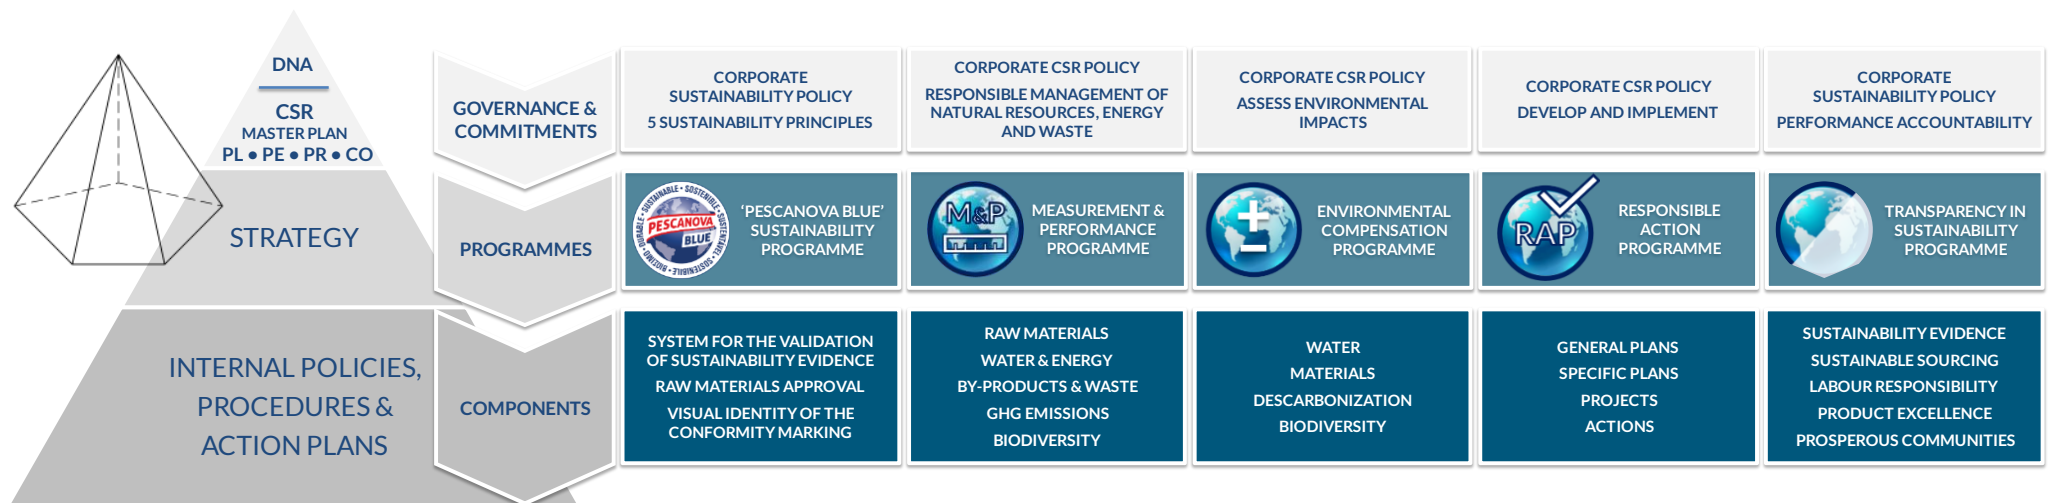 DNA
CSR
MASTER PLAN
PL • PE • PR • CO
STRATEGY
INTERNAL POLICIES,
PROCEDURES &
ACTION PLANS
GOVERNANCE &
COMMITMENTS
CORPORATE
SUSTAINABILITY POLICY
5 SUSTAINABILITY PRINCIPLES
CORPORATE CSR POLICY
RESPONSIBLE MANAGEMENT OF
NATURAL RESOURCES, ENERGY
AND WASTE
CORPORATE CSR POLICY
ASSESS ENVIRONMENTAL
IMPACTS
CORPORATE CSR POLICY
DEVELOP AND IMPLEMENT
CORPORATE
SUSTAINABILITY POLICY
PERFORMANCE ACCOUNTABILITY
PROGRAMMES
PESCANOVA
BLUE
‘PESCANOVA BLUE’
SUSTAINABILITY
PROGRAMME
M&P
MEASUREMENT &
PERFORMANCE
PROGRAMME
ENVIRONMENTAL
COMPENSATION
PROGRAMME
RAP
RESPONSIBLE
ACTION
PROGRAMME
TRANSPARENCY IN
SUSTAINABILITY
PROGRAMME
COMPONENTS
SYSTEM FOR THE VALIDATION
OF SUSTAINABILITY EVIDENCE
RAW MATERIALS APPROVAL
VISUAL IDENTITY OF THE
CONFORMITY MARKING
RAW MATERIALS
WATER & ENERGY
BY-PRODUCTS & WASTE
GHG EMISSIONS
BIODIVERSITY
WATER
MATERIALS
DESCARBONIZATION
BIODIVERSITY
GENERAL PLANS
SPECIFIC PLANS
PROJECTS
ACTIONS
SUSTAINABILITY EVIDENCE
SUSTAINABLE SOURCING
LABOUR RESPONSIBILITY
PRODUCT EXCELLENCE
PROSPEROUS COMMUNITIES